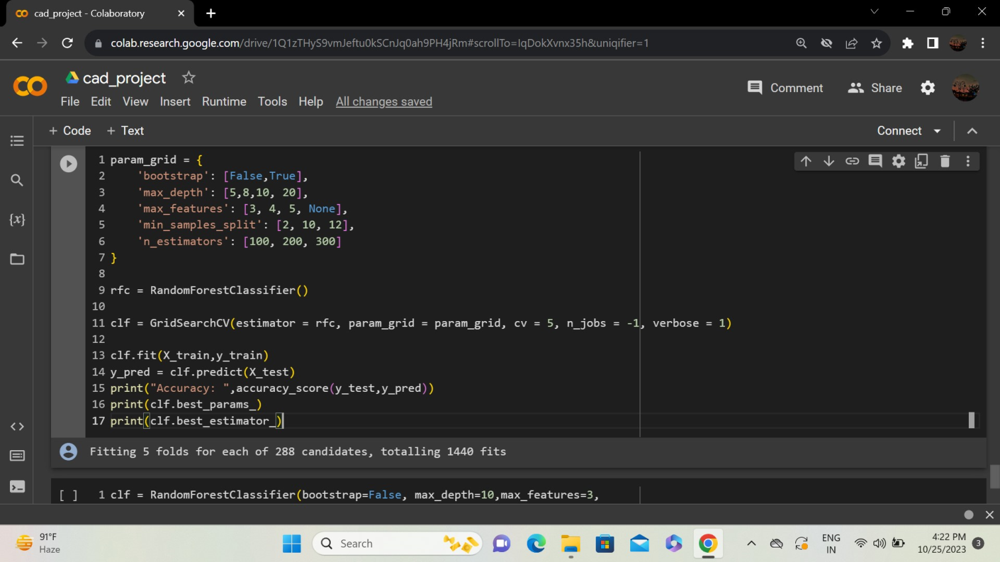 cad_project - Colaboratory
colab.research.google.com/drive/1Q1zTHyS9vmJeftu0kSCnJq0ah9PH4jRm#scrollTo=IqDokXvnx35h&uniqifier=1
cad_project
Comment Share
File Edit View Insert Runtime Tools Help All changes saved
+ Code + Text Connect
1 param_grid = {
2 'bootstrap': [False,True],
3 'max_depth': [5,8,10, 20],
4 'max_features': [3, 4, 5, None],
5 'min_samples_split': [2, 10, 12],
6 'n_estimators': [100, 200, 300]
7 }
8
9 rfc = RandomForestClassifier()
10
11 clf = GridSearchCV(estimator = rfc, param_grid = param_grid, cv = 5, n_jobs = -1, verbose = 1)
12
13 clf.fit(X_train,y_train)
14 y_pred = clf.predict(X_test)
15 print("Accuracy: ",accuracy_score(y_test,y_pred))
16 print(clf.best_params_)
17 print(clf.best_estimator_)
Fitting 5 folds for each of 288 candidates, totalling 1440 fits
[ ] 1 clf = RandomForestClassifier(bootstrap=False, max_depth=10,max_features=3,
91°F
Haze
Search
ENG
IN
4:22 PM
10/25/2023
3